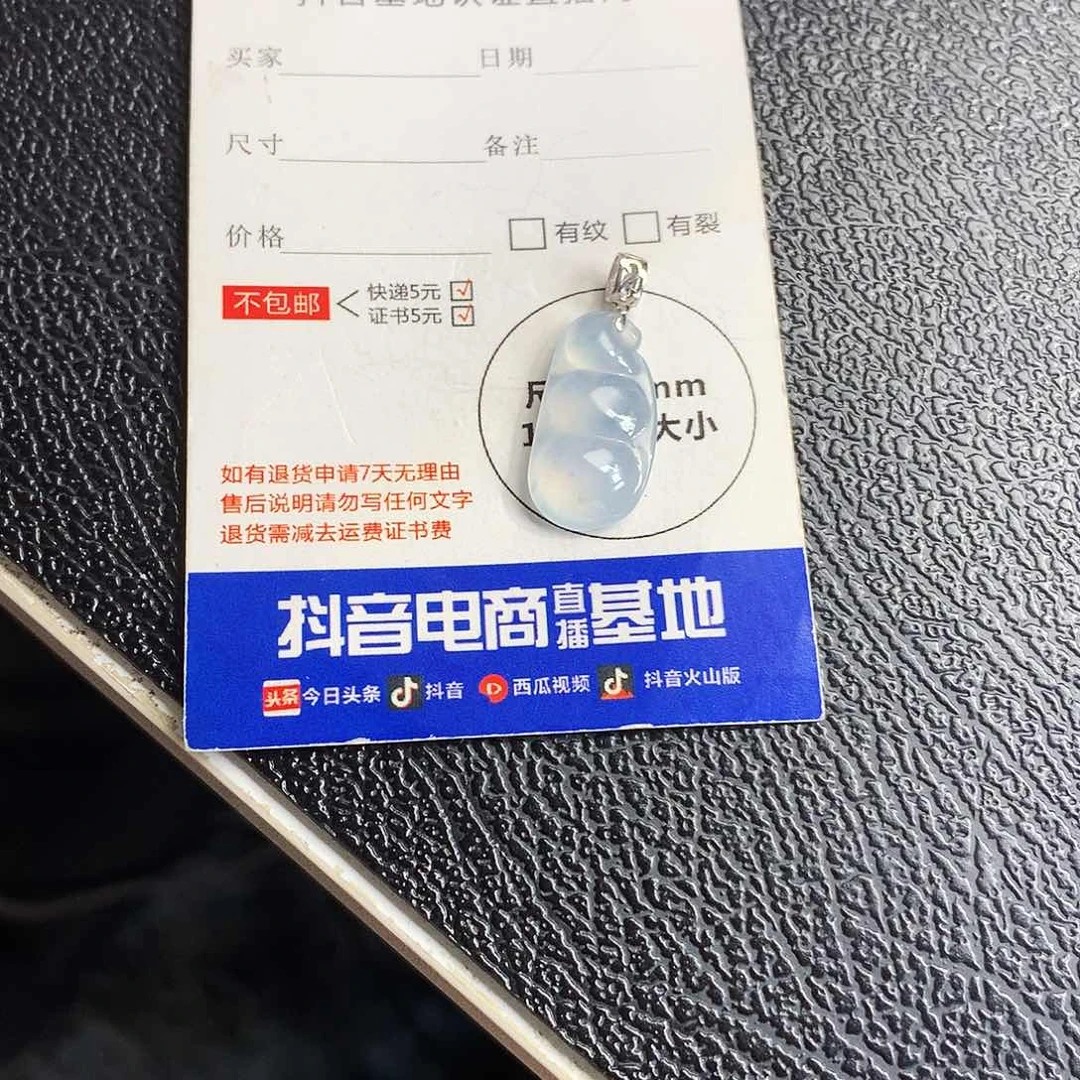 买家 日期
尺寸 备注
价格 有纹 有裂
不包邮 快递5元
证书5元
mm
大小
如有退货申请7天无理由
售后说明请勿写任何文字
退货需减去运费证书费
抖音电商直播基地
头条 今日头条 抖音 西瓜视频 抖音火山版